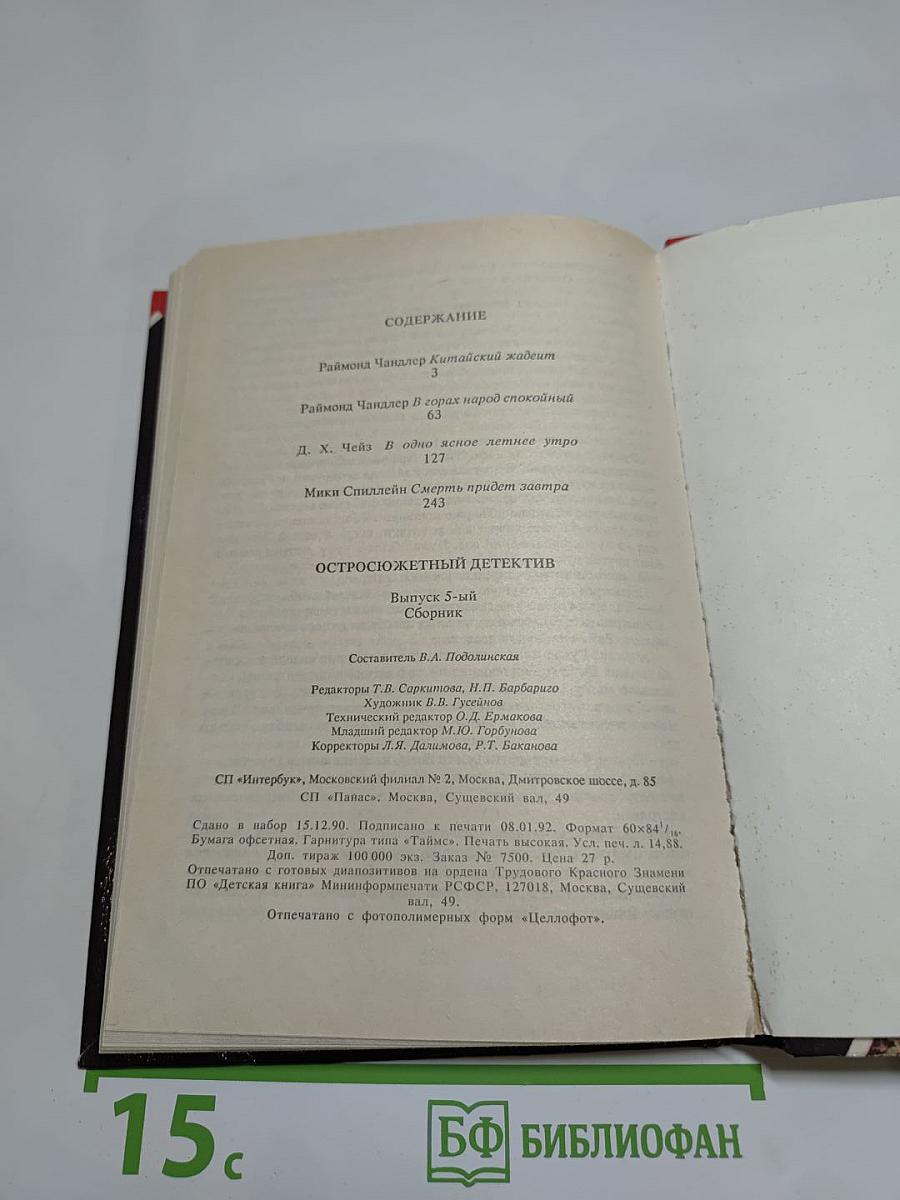 СОДЕРЖАНИЕ
Раймонд Чандлер Китайский жадеит
3
Раймонд Чандлер В горах народ спокойный
63
Д. Х. Чейз В одно ясное летнее утро
127
Мики Спиллейн Смерть придет завтра
243
ОСТРОСЮЖЕТНЫЙ ДЕТЕКТИВ
Выпуск 5-ый
Сборник
Составитель В.А. Подолинская
Редакторы Т.В. Саркитова, Н.П. Барбариго
Художник В.В. Гусейнов
Технический редактор О.Д. Ермакова
Младший редактор М.Ю. Горбунова
Корректоры Л.Я. Далимова, Р.Т. Баканова
СП «Интербук», Московский филиал № 2, Москва, Дмитровское шоссе, д. 85
СП «Панас». Москва, Сущевский вал, 49
Сдано в набор 15.12.90. Подписано к печати 08.01.92. Формат 60×84¹/₁₆.
Бумага офсетная. Гарнитура типа «Таймс». Печать высокая. Усл. печ. л. 14,88.
Доп. тираж 100 000 экз. Заказ № 7500. Цена 27 р.
Отпечатано с готовых диапозитивов на ордена Трудового Красного Знамени
ПО «Детская книга» Мининформпечати РСФСР, 127018, Москва, Сущевский
вал, 49.
Отпечатано с фотополимерных форм «Целлофот».
15 с
БФ БИБЛИОФАН